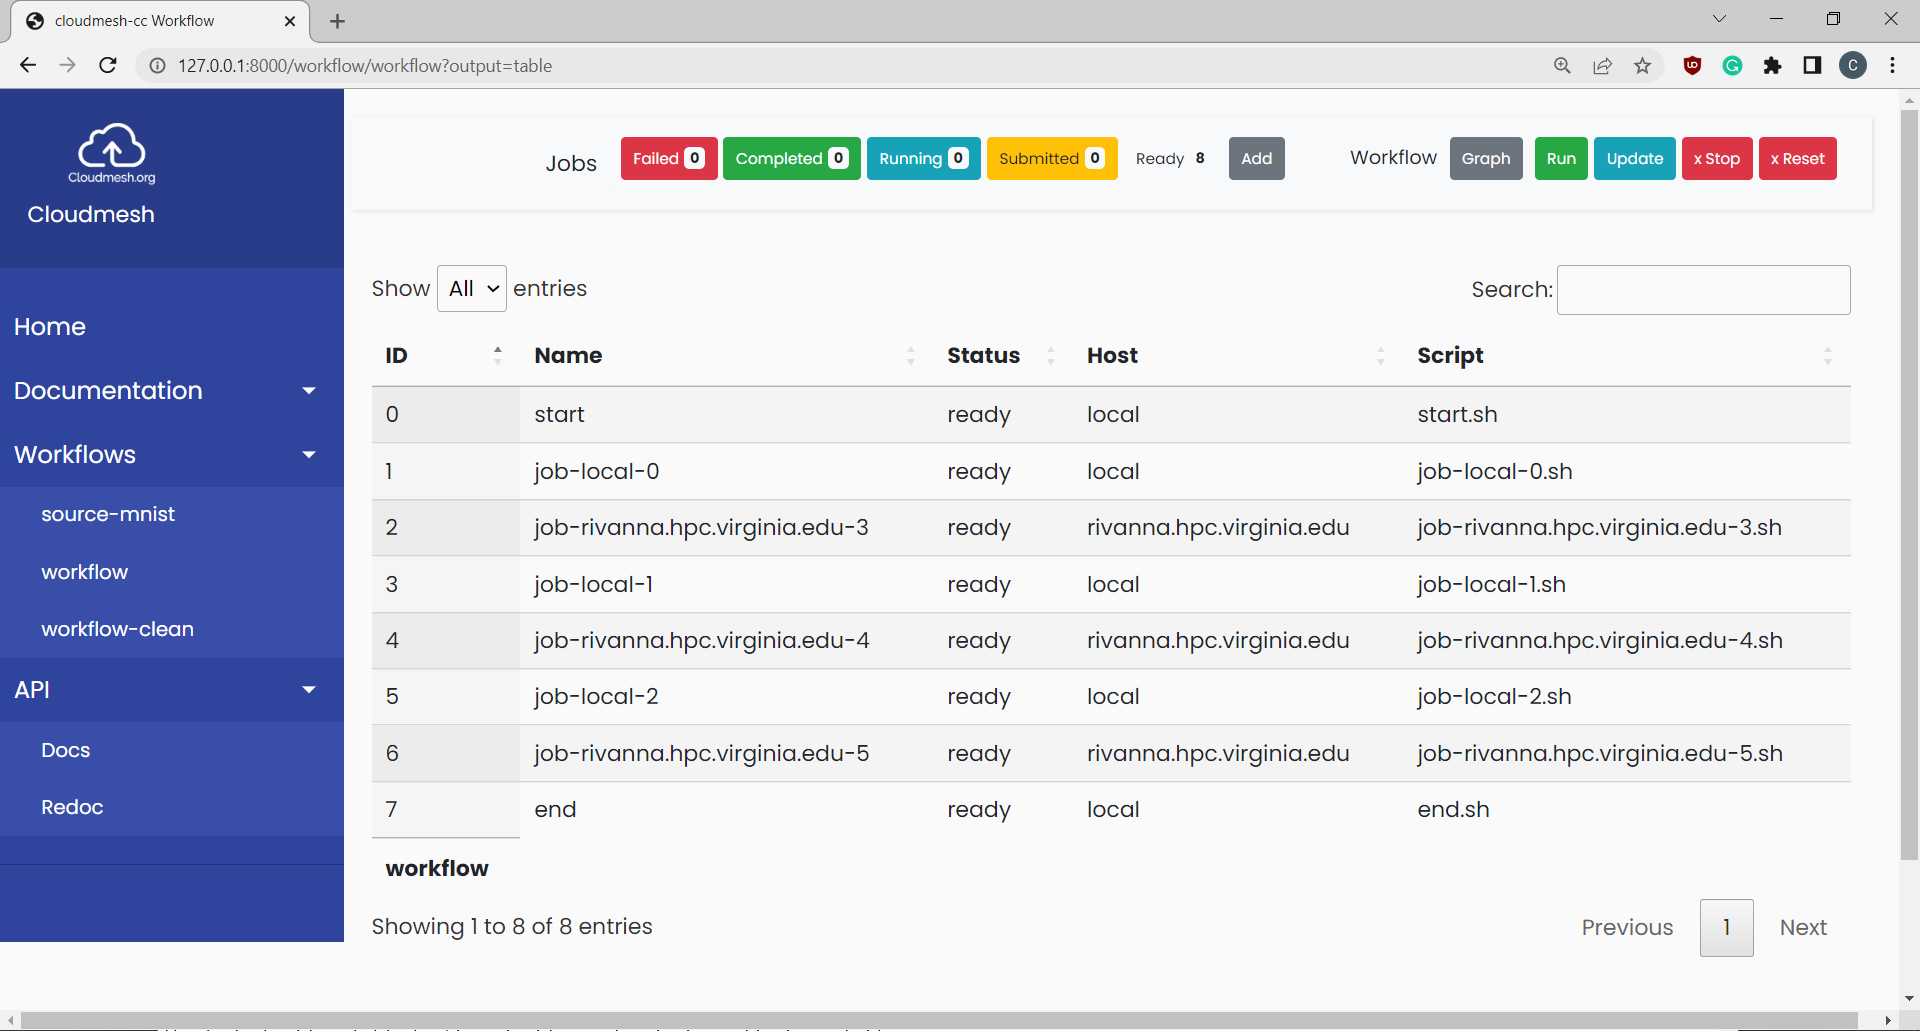 cloudmesh-cc Workflow
127.0.0.1:8000/workflow/workflow?output=table
C
Cloudmesh.org
Cloudmesh
Home
Documentation
Workflows
source-mnist
workflow
workflow-clean
API
Docs
Redoc
Jobs Failed 0 Completed 0 Running 0 Submitted 0 Ready 8 Add Workflow Graph Run Update x Stop x Reset
Show All entries Search:
ID Name Status Host Script
0 start ready local start.sh
1 job-local-0 ready local job-local-0.sh
2 job-rivanna.hpc.virginia.edu-3 ready rivanna.hpc.virginia.edu job-rivanna.hpc.virginia.edu-3.sh
3 job-local-1 ready local job-local-1.sh
4 job-rivanna.hpc.virginia.edu-4 ready rivanna.hpc.virginia.edu job-rivanna.hpc.virginia.edu-4.sh
5 job-local-2 ready local job-local-2.sh
6 job-rivanna.hpc.virginia.edu-5 ready rivanna.hpc.virginia.edu job-rivanna.hpc.virginia.edu-5.sh
7 end ready local end.sh
workflow
Showing 1 to 8 of 8 entries Previous 1 Next